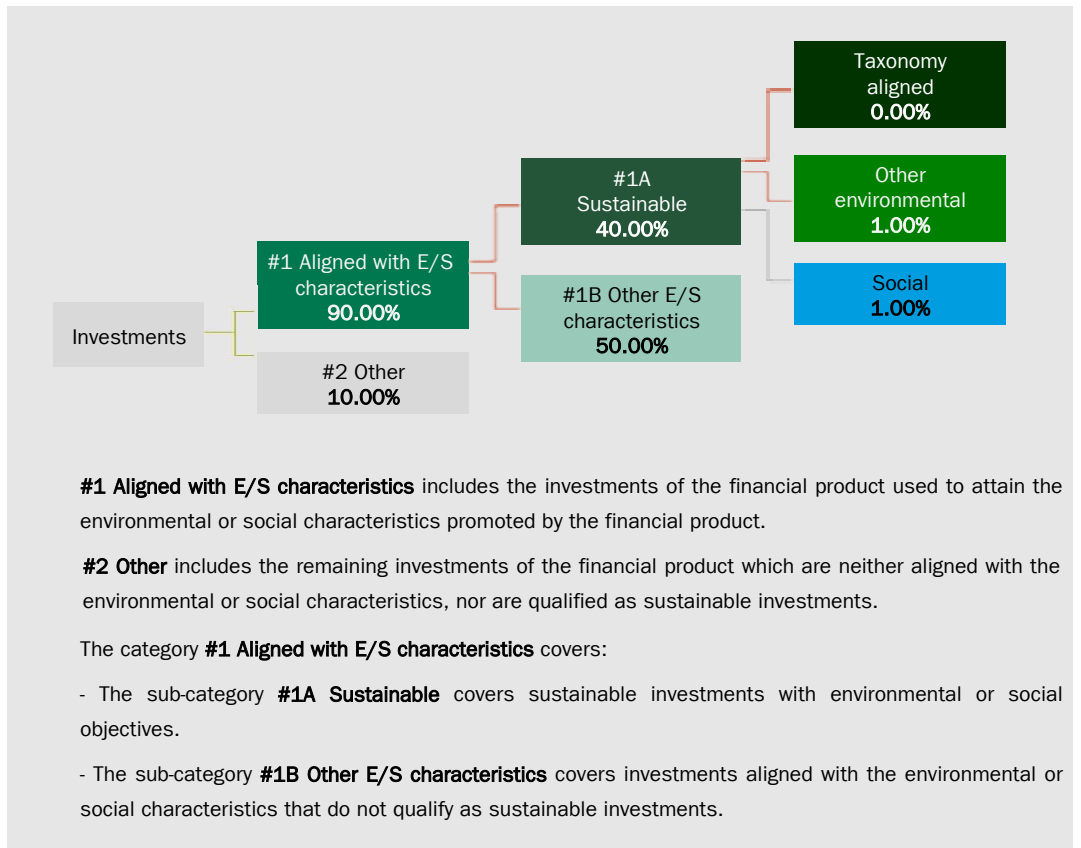 Taxonomy
aligned
0.00%
#1A
Sustainable
40.00%
Other
environmental
1.00%
#1 Aligned with E/S
characteristics
90.00%
#1B Other E/S
characteristics
50.00%
Social
1.00%
Investments
#2 Other
10.00%
#1 Aligned with E/S characteristics includes the investments of the financial product used to attain the
environmental or social characteristics promoted by the financial product.
#2 Other includes the remaining investments of the financial product which are neither aligned with the
environmental or social characteristics, nor are qualified as sustainable investments.
The category #1 Aligned with E/S characteristics covers:
- The sub-category #1A Sustainable covers sustainable investments with environmental or social
objectives.
- The sub-category #1B Other E/S characteristics covers investments aligned with the environmental or
social characteristics that do not qualify as sustainable investments.